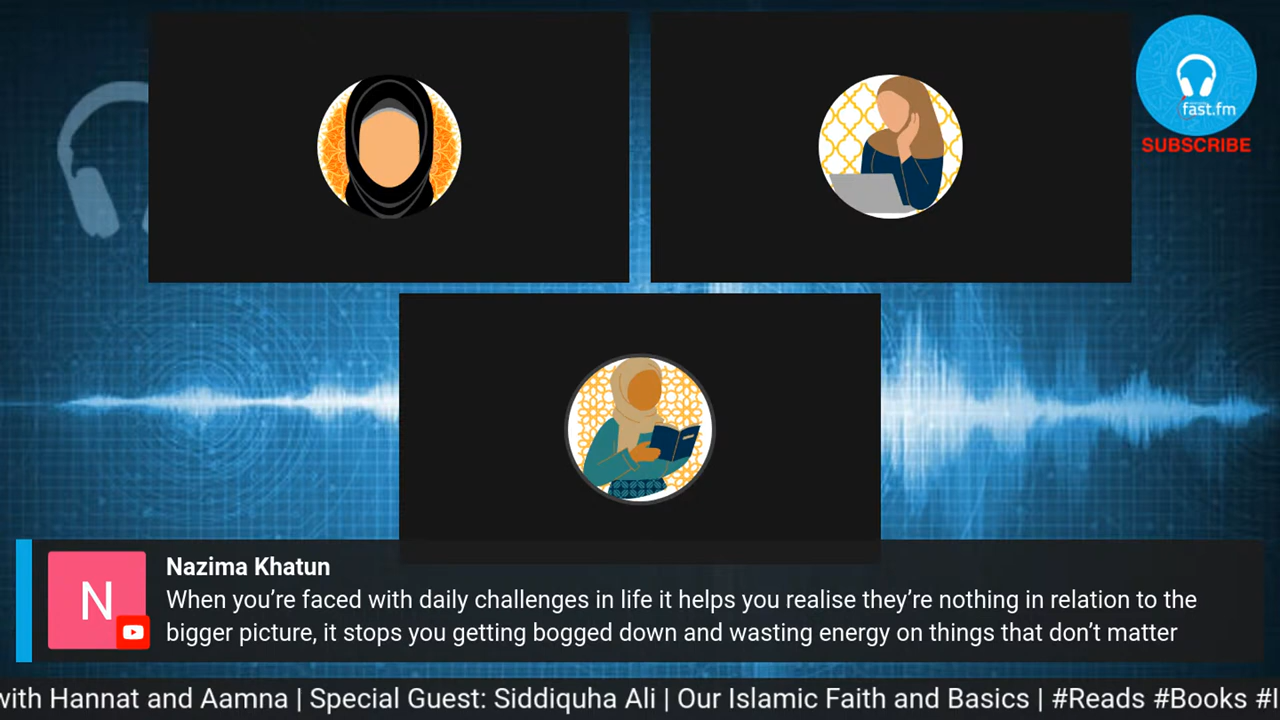 fast.fm
SUBSCRIBE
N
Nazima Khatun
When you’re faced with daily challenges in life it helps you realise they’re nothing in relation to the
bigger picture, it stops you getting bogged down and wasting energy on things that don’t matter
with Hannat and Aamna | Special Guest: Siddiquha Ali | Our Islamic Faith and Basics | #Reads #Books